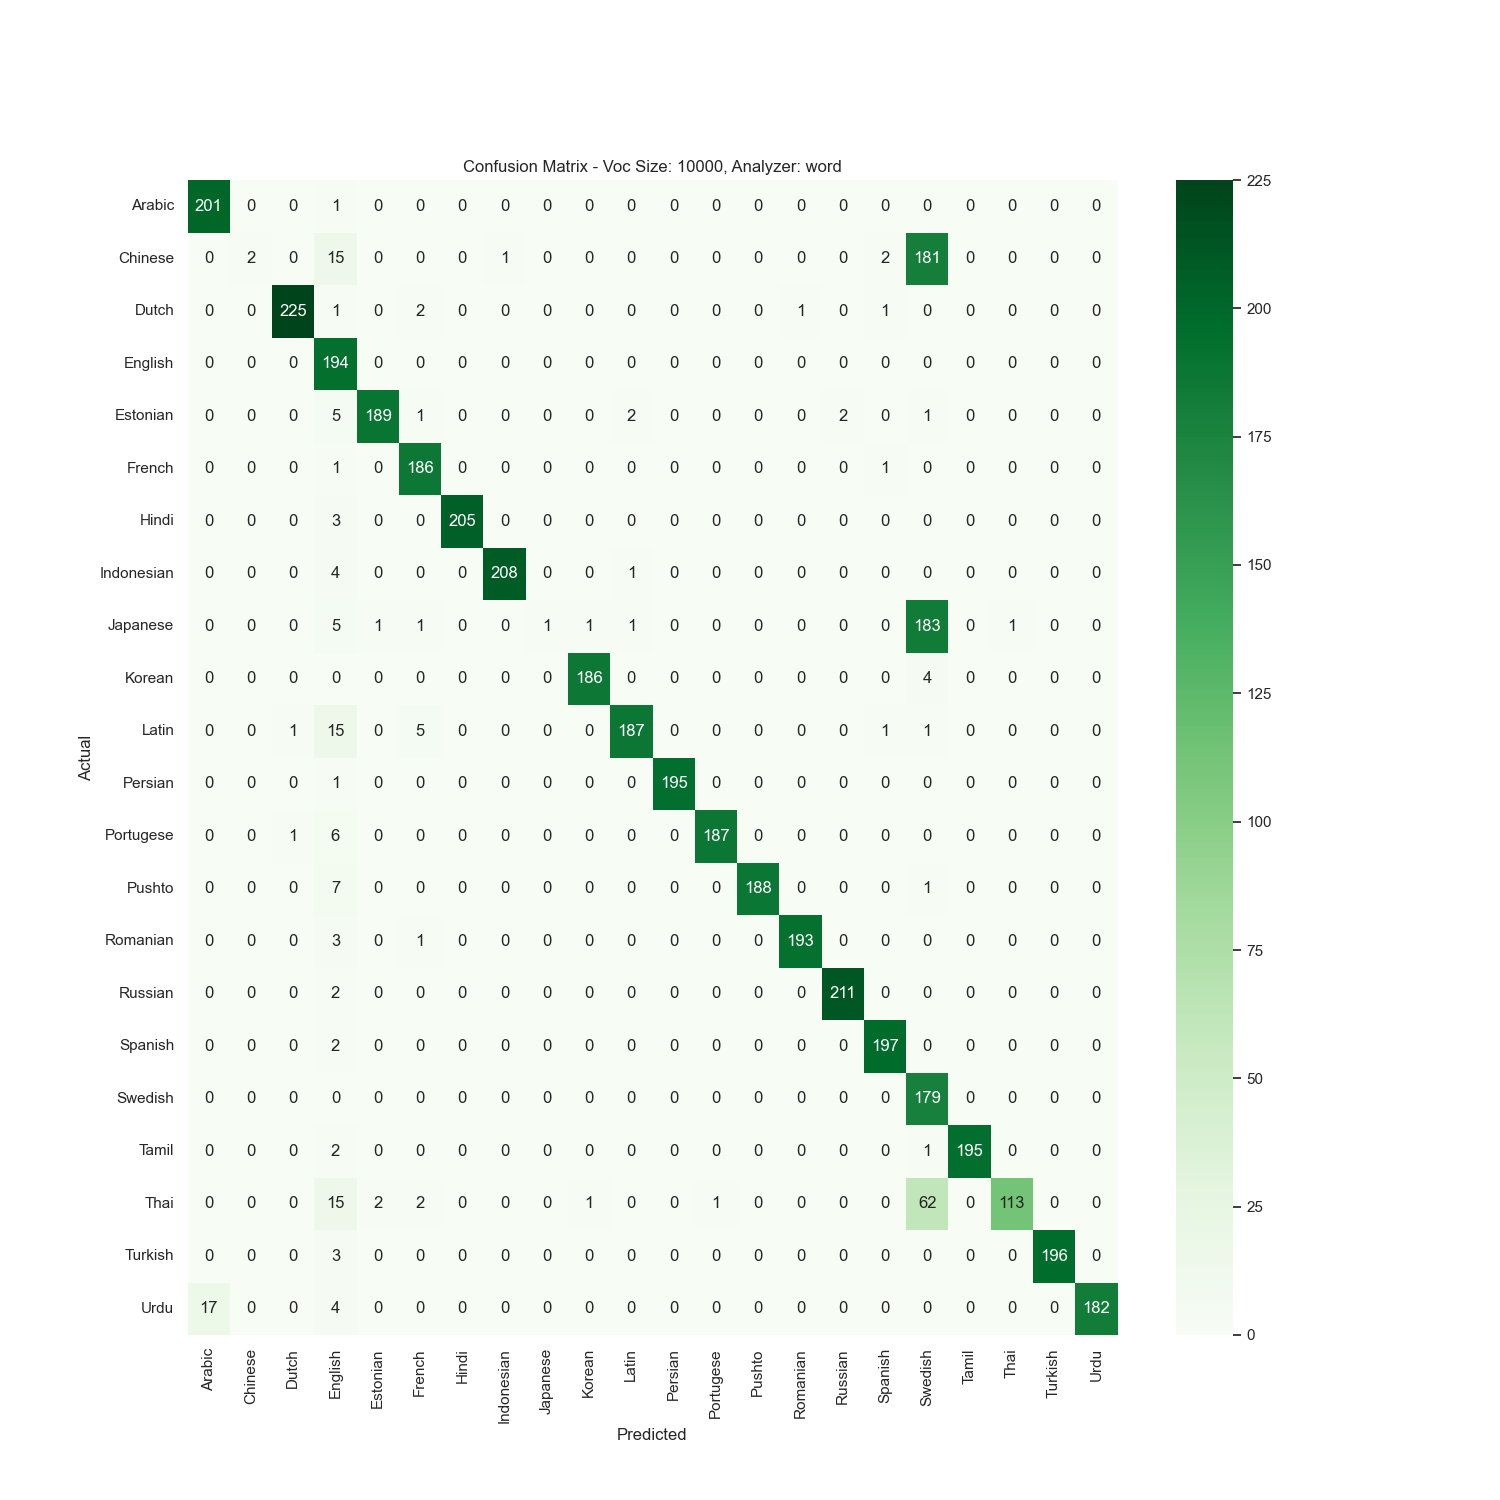 Confusion Matrix - Voc Size: 10000, Analyzer: word
Arabic 201 0 0 1 0 0 0 0 0 0 0 0 0 0 0 0 0 0 0 0 0 0
Chinese 0 2 0 15 0 0 0 1 0 0 0 0 0 0 0 0 2 181 0 0 0 0
Dutch 0 0 225 1 0 2 0 0 0 0 0 0 0 0 1 0 1 0 0 0 0 0
English 0 0 0 194 0 0 0 0 0 0 0 0 0 0 0 0 0 0 0 0 0 0
Estonian 0 0 0 5 189 1 0 0 0 0 2 0 0 0 0 2 0 1 0 0 0 0
French 0 0 0 1 0 186 0 0 0 0 0 0 0 0 0 0 1 0 0 0 0 0
Hindi 0 0 0 3 0 0 205 0 0 0 0 0 0 0 0 0 0 0 0 0 0 0
Indonesian 0 0 0 4 0 0 0 208 0 0 1 0 0 0 0 0 0 0 0 0 0 0
Japanese 0 0 0 5 1 1 0 0 1 1 1 0 0 0 0 0 0 183 0 1 0 0
Korean 0 0 0 0 0 0 0 0 0 186 0 0 0 0 0 0 0 4 0 0 0 0
Latin 0 0 1 15 0 5 0 0 0 0 187 0 0 0 0 0 1 1 0 0 0 0
Persian 0 0 0 1 0 0 0 0 0 0 0 195 0 0 0 0 0 0 0 0 0 0
Portugese 0 0 1 6 0 0 0 0 0 0 0 0 187 0 0 0 0 0 0 0 0 0
Pushto 0 0 0 7 0 0 0 0 0 0 0 0 0 188 0 0 0 1 0 0 0 0
Romanian 0 0 0 3 0 1 0 0 0 0 0 0 0 0 193 0 0 0 0 0 0 0
Russian 0 0 0 2 0 0 0 0 0 0 0 0 0 0 0 211 0 0 0 0 0 0
Spanish 0 0 0 2 0 0 0 0 0 0 0 0 0 0 0 0 197 0 0 0 0 0
Swedish 0 0 0 0 0 0 0 0 0 0 0 0 0 0 0 0 0 179 0 0 0 0
Tamil 0 0 0 2 0 0 0 0 0 0 0 0 0 0 0 0 0 1 195 0 0 0
Thai 0 0 0 15 2 2 0 0 0 1 0 0 1 0 0 0 0 62 0 113 0 0
Turkish 0 0 0 3 0 0 0 0 0 0 0 0 0 0 0 0 0 0 0 0 196 0
Urdu 17 0 0 4 0 0 0 0 0 0 0 0 0 0 0 0 0 0 0 0 0 182
Actual
Arabic Chinese Dutch English Estonian French Hindi Indonesian Japanese Korean Latin Persian Portugese Pushto Romanian Russian Spanish Swedish Tamil Thai Turkish Urdu
Predicted
225
200
175
150
125
100
75
50
25
0